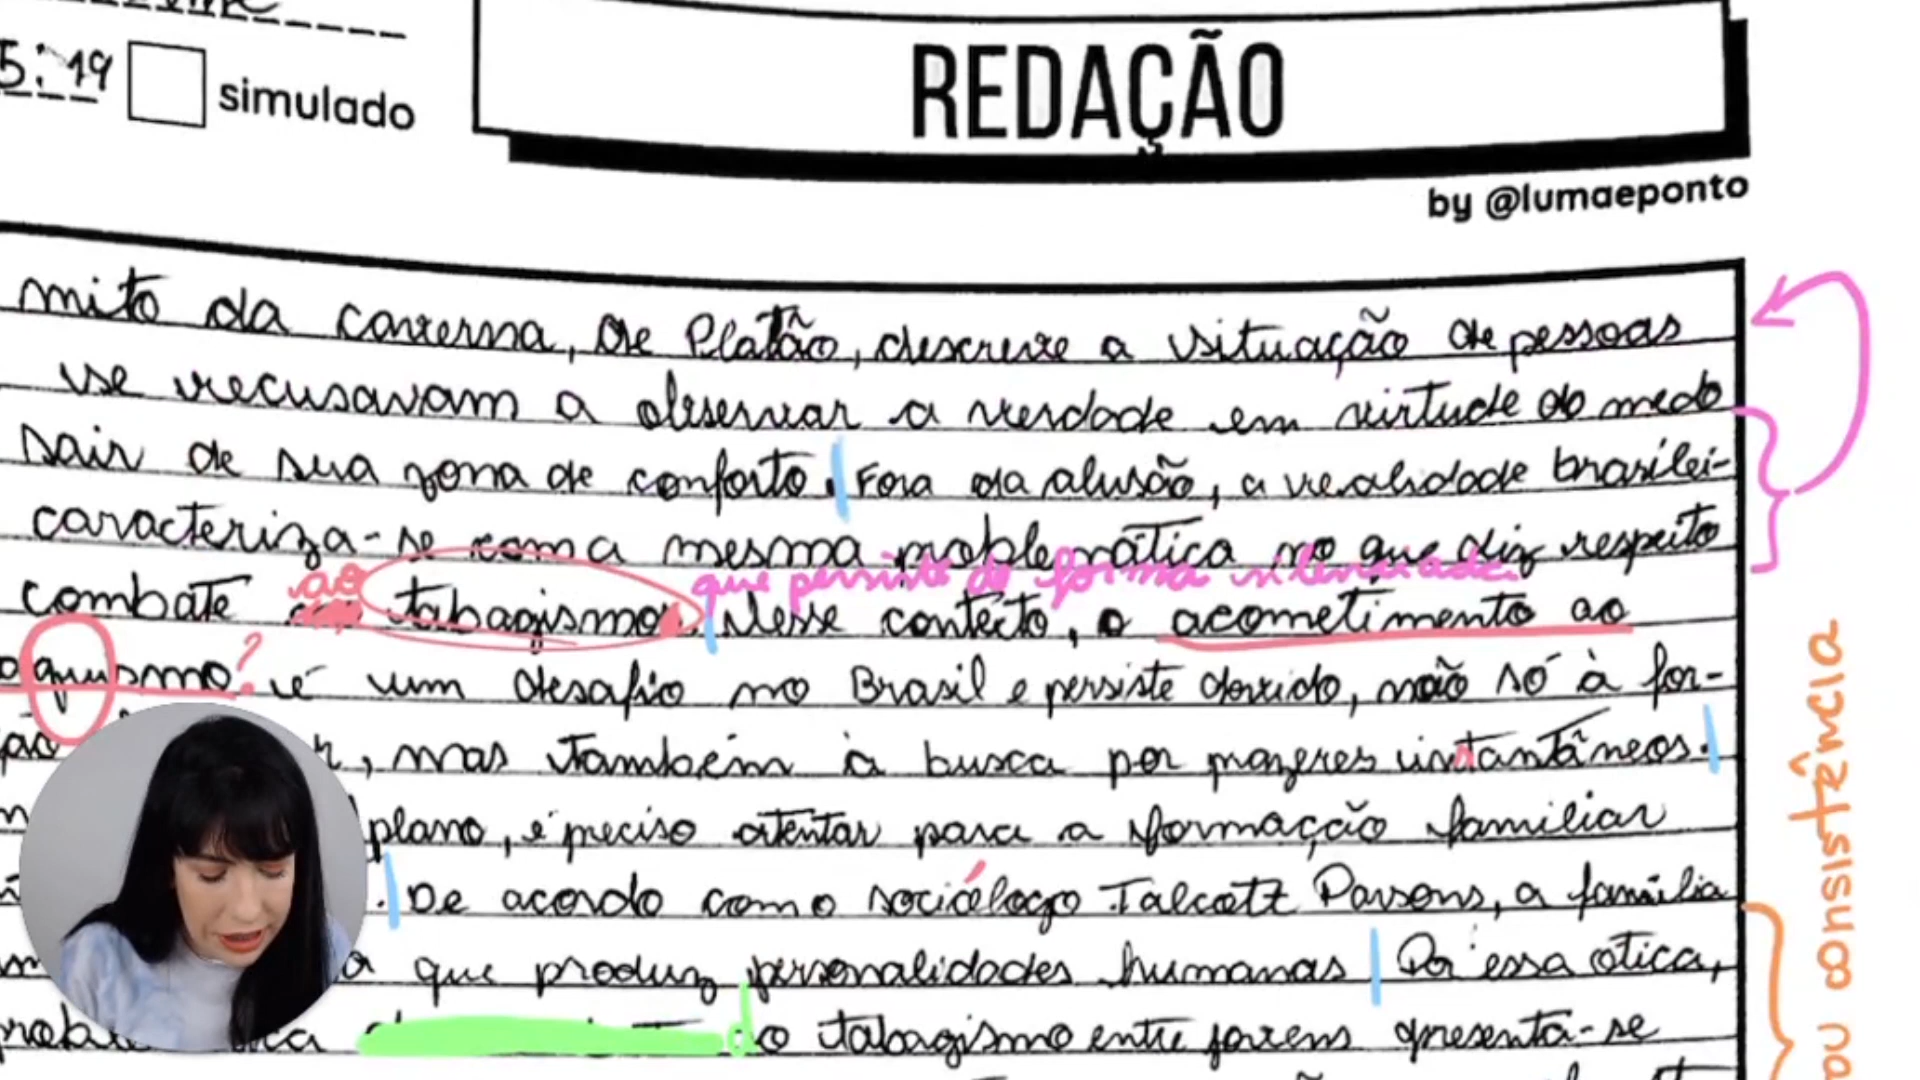 5:19
simulado
REDAÇÃO
by @lumaeponto
mito da caverna, de Platão, descreve a situação de pessoas
se recusavam a observar a verdade em virtude do medo
sair de sua zona de conforto. Fora da alusão, a realidade brasilei-
caracteriza-se com a mesma problemática no que diz respeito
que persiste de forma silenciada
combate ao tabagismo. Nesse contexto, o acometimento ao
oquismo? é um desafio no Brasil e persiste devido, não só à for-
, mas também à busca por prazeres instantâneos.
plano, é preciso atentar para a formação familiar
. De acordo com o sociólogo Talcott Parsons, a família
que produz personalidades humanas Por essa otica,
do tabagismo entre jovens apresenta-se
ou consistência